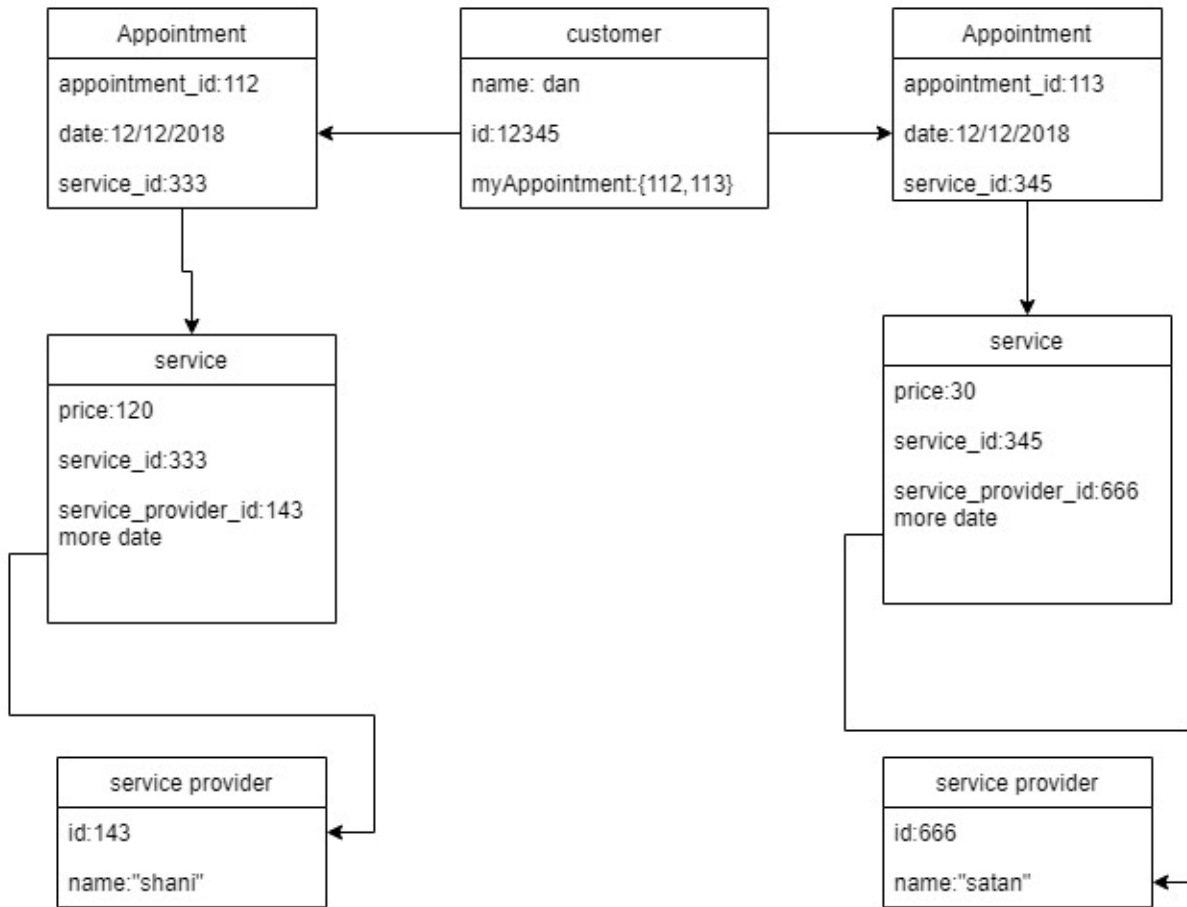 Appointment
appointment_id:112
date:12/12/2018
service_id:333
customer
name: dan
id:12345
myAppointment:{112,113}
Appointment
appointment_id:113
date:12/12/2018
service_id:345
service
price:120
service_id:333
service_provider_id:143
more date
service
price:30
service_id:345
service_provider_id:666
more date
service provider
id:143
name:"shani"
service provider
id:666
name:"satan"